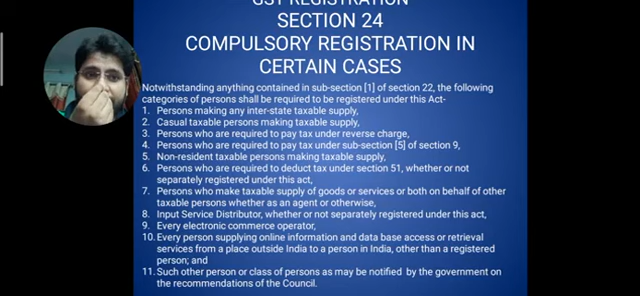 GST REGISTRATION
SECTION 24
COMPULSORY REGISTRATION IN
CERTAIN CASES
Notwithstanding anything contained in sub-section [1] of section 22, the following
categories of persons shall be required to be registered under this Act-
1. Persons making any inter-state taxable supply,
2. Casual taxable persons making taxable supply,
3. Persons who are required to pay tax under reverse charge,
4. Persons who are required to pay tax under sub-section [5] of section 9,
5. Non-resident taxable persons making taxable supply,
6. Persons who are required to deduct tax under section 51, whether or not
separately registered under this act,
7. Persons who make taxable supply of goods or services or both on behalf of other
taxable persons whether as an agent or otherwise,
8. Input Service Distributor, whether or not separately registered under this act,
9. Every electronic commerce operator,
10. Every person supplying online information and data base access or retrieval
services from a place outside India to a person in India, other than a registered
person; and
11. Such other person or class of persons as may be notified by the government on
the recommendations of the Council.